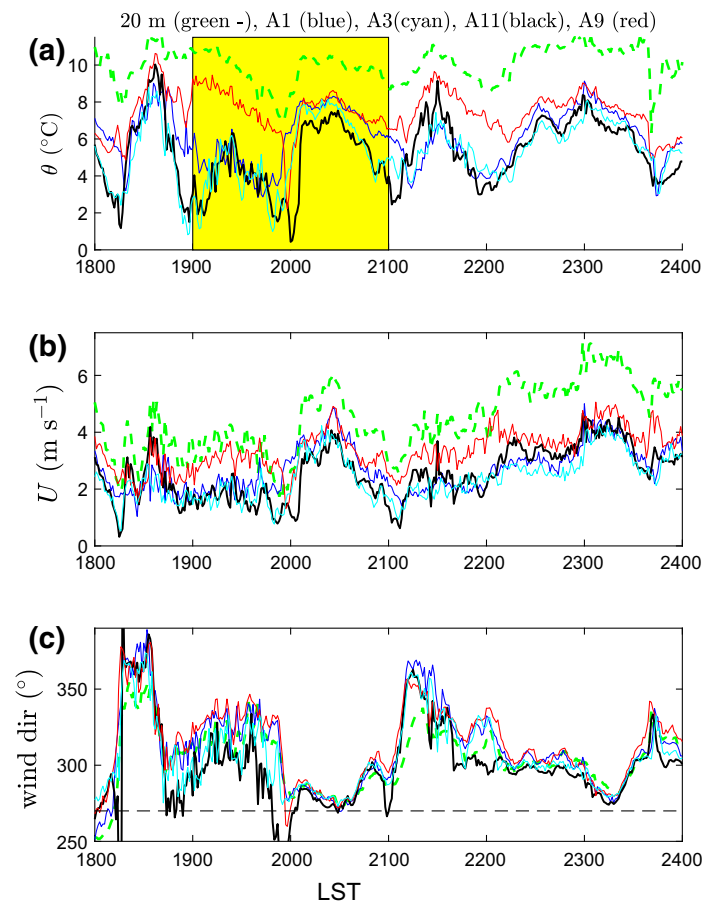 20 m (green -), A1 (blue), A3(cyan), A11(black), A9 (red)
(a)
θ (°C)
10
8
6
4
2
0
1800 1900 2000 2100 2200 2300 2400
(b)
U (m s⁻¹)
6
4
2
0
1800 1900 2000 2100 2200 2300 2400
(c)
wind dir (°)
350
300
250
1800 1900 2000 2100 2200 2300 2400
LST